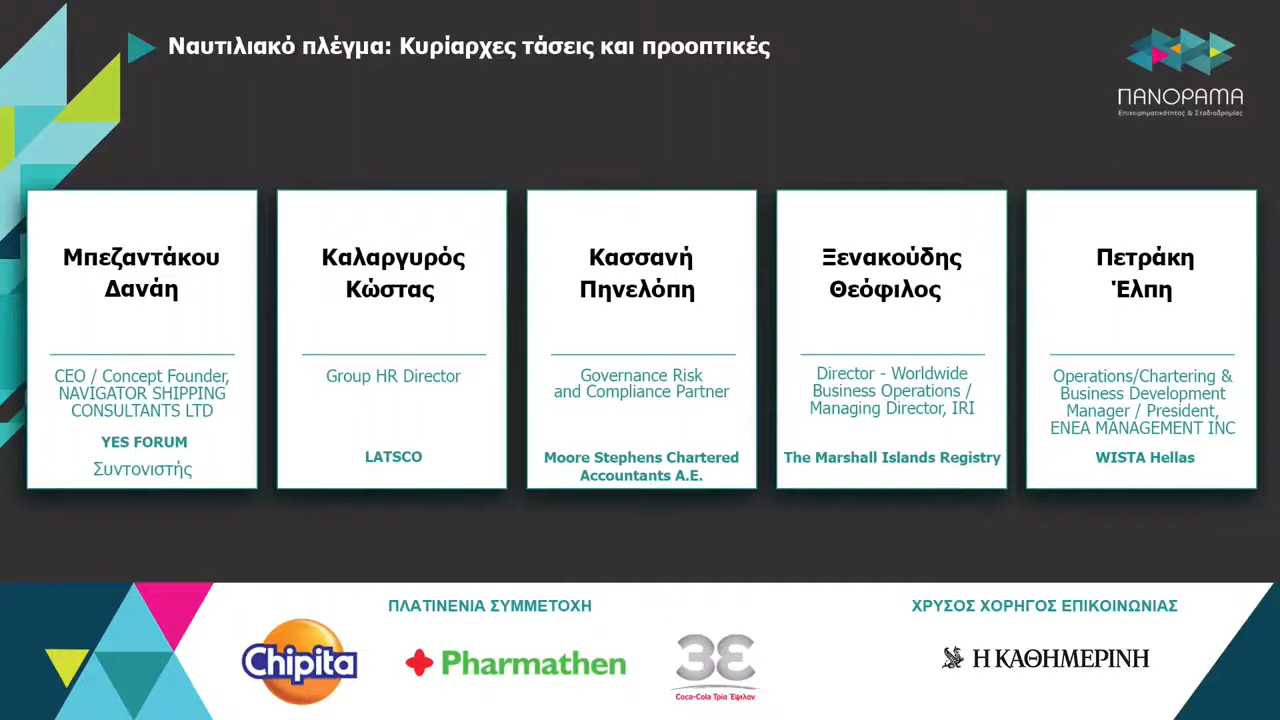 Ναυτιλιακό πλέγμα: Κυρίαρχες τάσεις και προοπτικές
ΠΑΝΟΡΑΜΑ
Επιχειρηματικότητας & Σταδιοδρομίας
Μπεζαντάκου
Δανάη
CEO / Concept Founder,
NAVIGATOR SHIPPING
CONSULTANTS LTD
YES FORUM
Συντονιστής
Καλαργυρός
Κώστας
Group HR Director
LATSCO
Κασσανή
Πηνελόπη
Governance Risk
and Compliance Partner
Moore Stephens Chartered
Accountants A.E.
Ξενακούδης
Θεόφιλος
Director - Worldwide
Business Operations /
Managing Director, IRI
The Marshall Islands Registry
Πετράκη
Έλπη
Operations/Chartering &
Business Development
Manager / President,
ENEA MANAGEMENT INC
WISTA Hellas
ΠΛΑΤΙΝΕΝΙΑ ΣΥΜΜΕΤΟΧΗ
Chipita
Pharmathen
3E
Coca-Cola Τρία Έψιλον
ΧΡΥΣΟΣ ΧΟΡΗΓΟΣ ΕΠΙΚΟΙΝΩΝΙΑΣ
Η ΚΑΘΗΜΕΡΙΝΗ